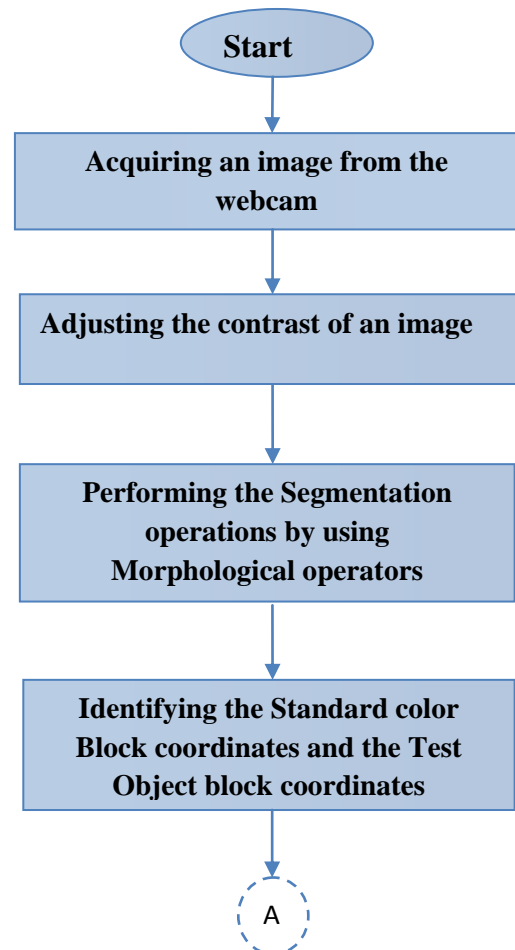 Start
Acquiring an image from the
webcam
Adjusting the contrast of an image
Performing the Segmentation
operations by using
Morphological operators
Identifying the Standard color
Block coordinates and the Test
Object block coordinates
A